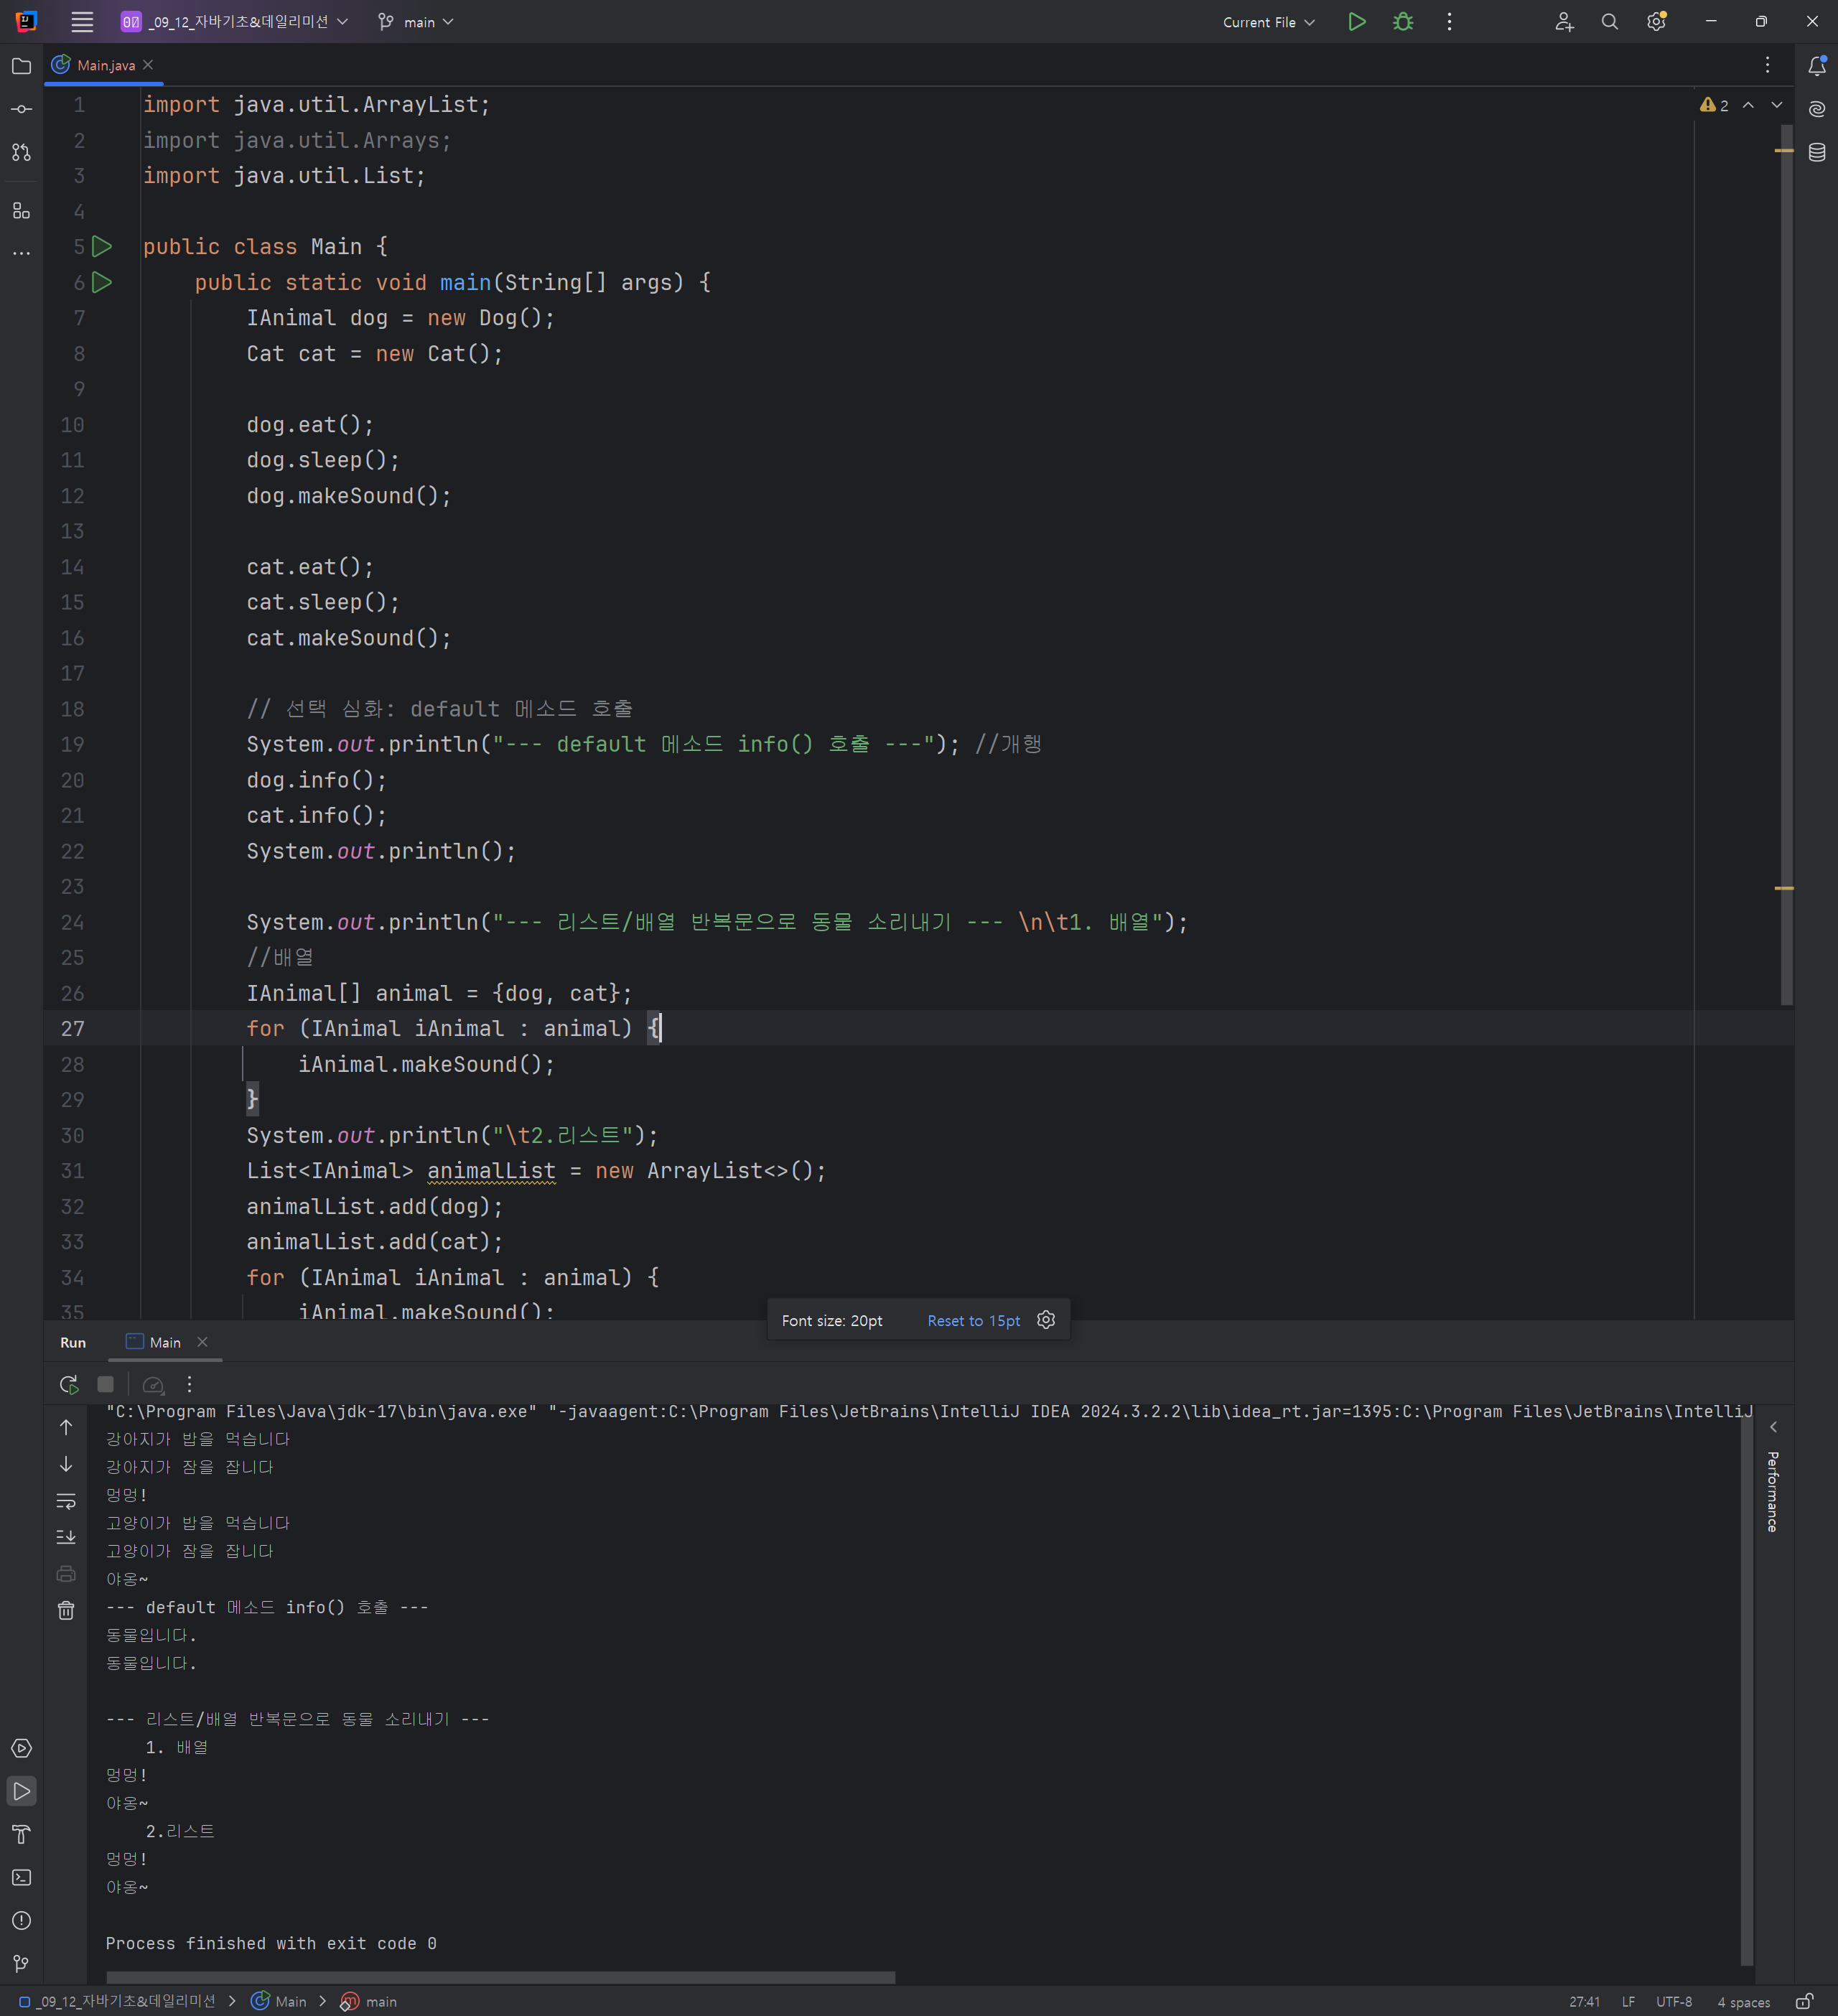 00 _09_12_자바기초&데일리미션 main Current File
Main.java
1 import java.util.ArrayList;
2 import java.util.Arrays;
3 import java.util.List;
4
5 public class Main {
6 public static void main(String[] args) {
7 IAnimal dog = new Dog();
8 Cat cat = new Cat();
9
10 dog.eat();
11 dog.sleep();
12 dog.makeSound();
13
14 cat.eat();
15 cat.sleep();
16 cat.makeSound();
17
18 // 선택 심화: default 메소드 호출
19 System.out.println("--- default 메소드 info() 호출 ---"); //개행
20 dog.info();
21 cat.info();
22 System.out.println();
23
24 System.out.println("--- 리스트/배열 반복문으로 동물 소리내기 --- \n\t1. 배열");
25 //배열
26 IAnimal[] animal = {dog, cat};
27 for (IAnimal iAnimal : animal) {
28 iAnimal.makeSound();
29 }
30 System.out.println("\t2.리스트");
31 List<IAnimal> animalList = new ArrayList<>();
32 animalList.add(dog);
33 animalList.add(cat);
34 for (IAnimal iAnimal : animal) {
35 iAnimal.makeSound();
2
Font size: 20pt Reset to 15pt
Run Main
"C:\Program Files\Java\jdk-17\bin\java.exe" "-javaagent:C:\Program Files\JetBrains\IntelliJ IDEA 2024.3.2.2\lib\idea_rt.jar=1395:C:\Program Files\JetBrains\IntelliJ
강아지가 밥을 먹습니다
강아지가 잠을 잡니다
멍멍!
고양이가 밥을 먹습니다
고양이가 잠을 잡니다
야옹~
--- default 메소드 info() 호출 ---
동물입니다.
동물입니다.
--- 리스트/배열 반복문으로 동물 소리내기 ---
1. 배열
멍멍!
야옹~
2.리스트
멍멍!
야옹~
Process finished with exit code 0
Performance
_09_12_자바기초&데일리미션 > Main > main 27:41 LF UTF-8 4 spaces